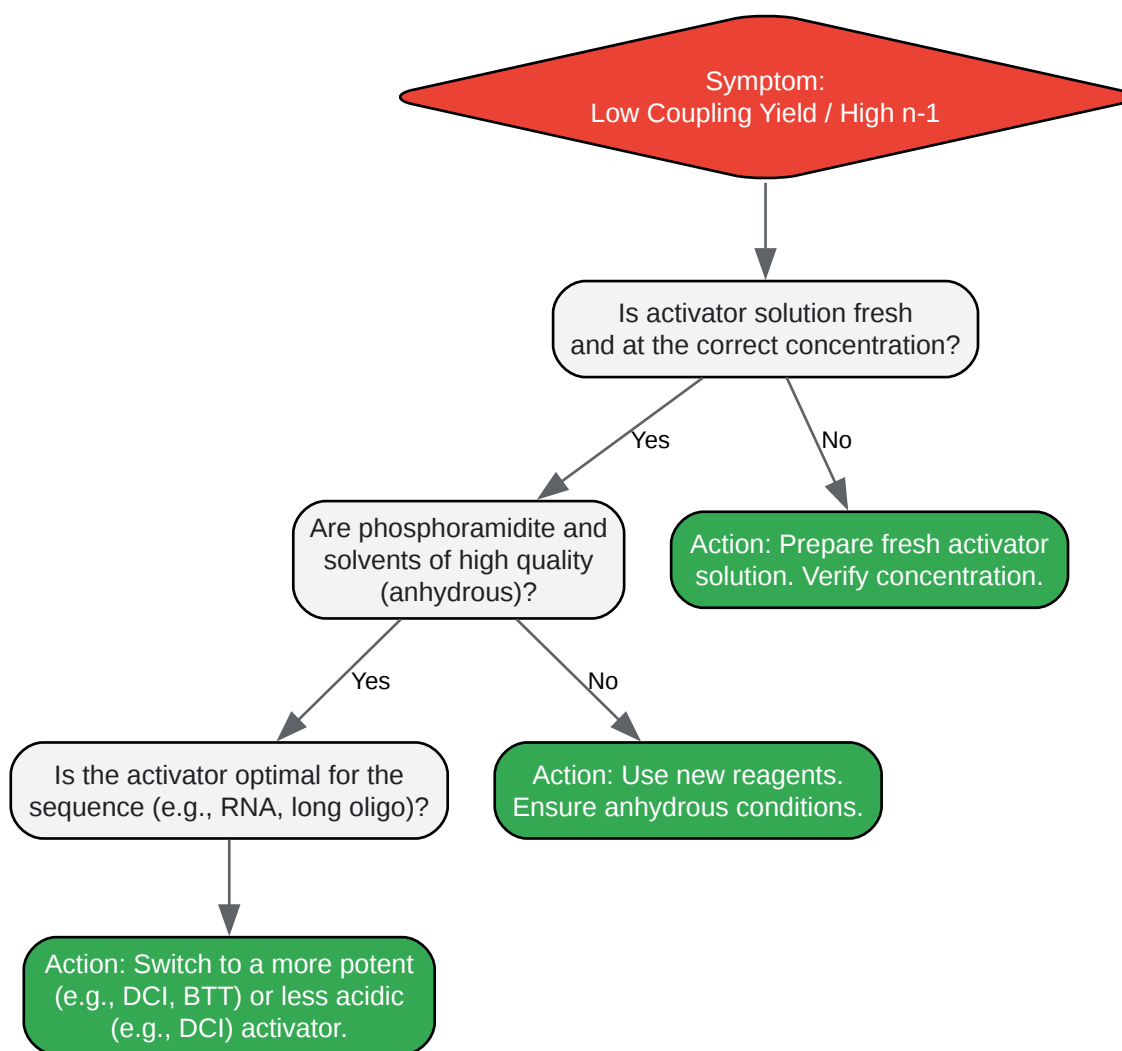 Symptom:
Low Coupling Yield / High n-1
Is activator solution fresh
and at the correct concentration?
Yes
No
Are phosphoramidite and
solvents of high quality
(anhydrous)?
Action: Prepare fresh activator
solution. Verify concentration.
Yes
No
Is the activator optimal for the
sequence (e.g., RNA, long oligo)?
Action: Use new reagents.
Ensure anhydrous conditions.
Action: Switch to a more potent
(e.g., DCI, BTT) or less acidic
(e.g., DCI) activator.